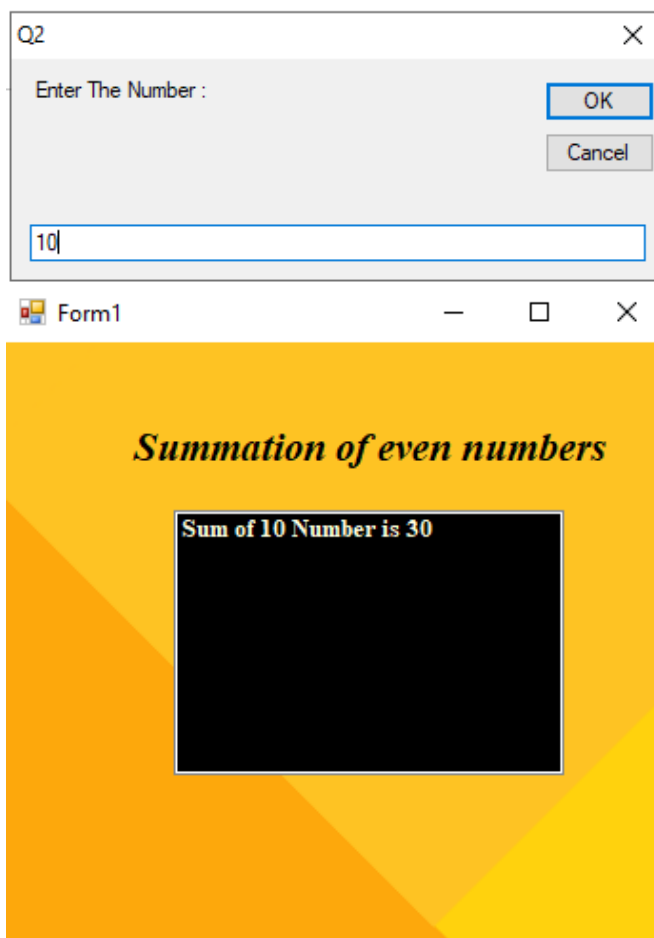 Q2
Enter The Number :
OK
Cancel
10
Form1
Summation of even numbers
Sum of 10 Number is 30